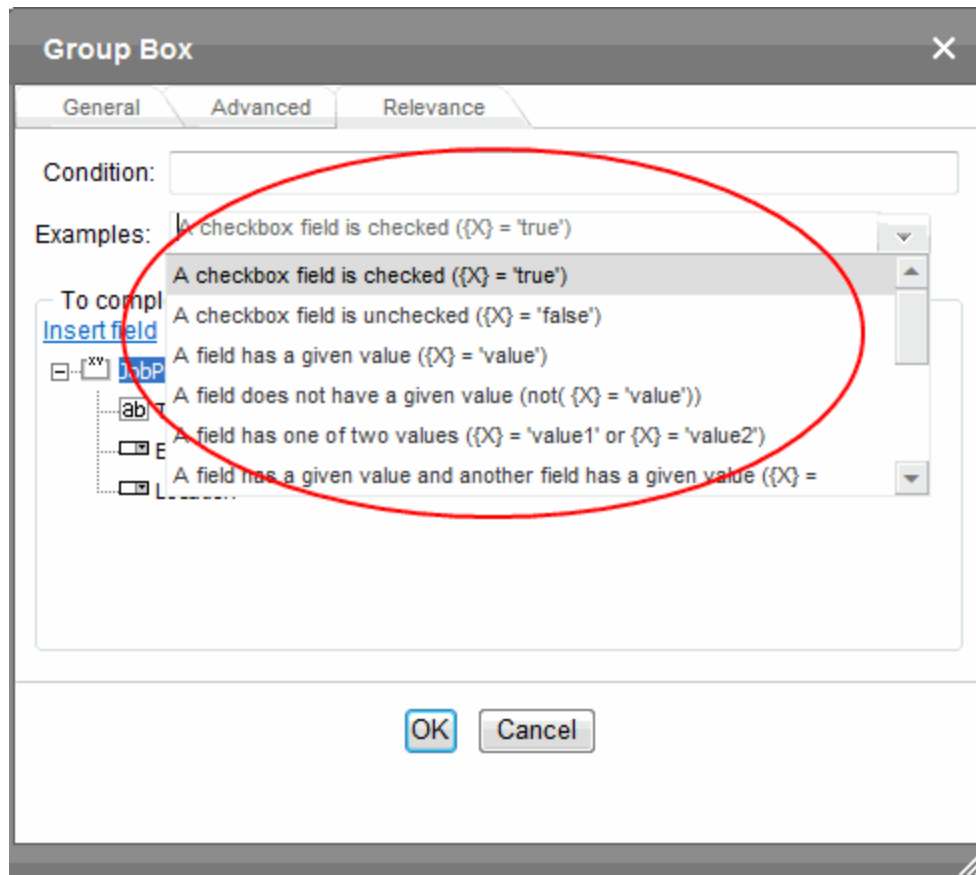 Group Box
General Advanced Relevance
Condition:
Examples: A checkbox field is checked ({X} = 'true')
A checkbox field is checked ({X} = 'true')
To compl
A checkbox field is unchecked ({X} = 'false')
Insert field
A field has a given value ({X} = 'value')
A field does not have a given value (not( {X} = 'value'))
ab
A field has one of two values ({X} = 'value1' or {X} = 'value2')
A field has a given value and another field has a given value ({X} =
OK Cancel